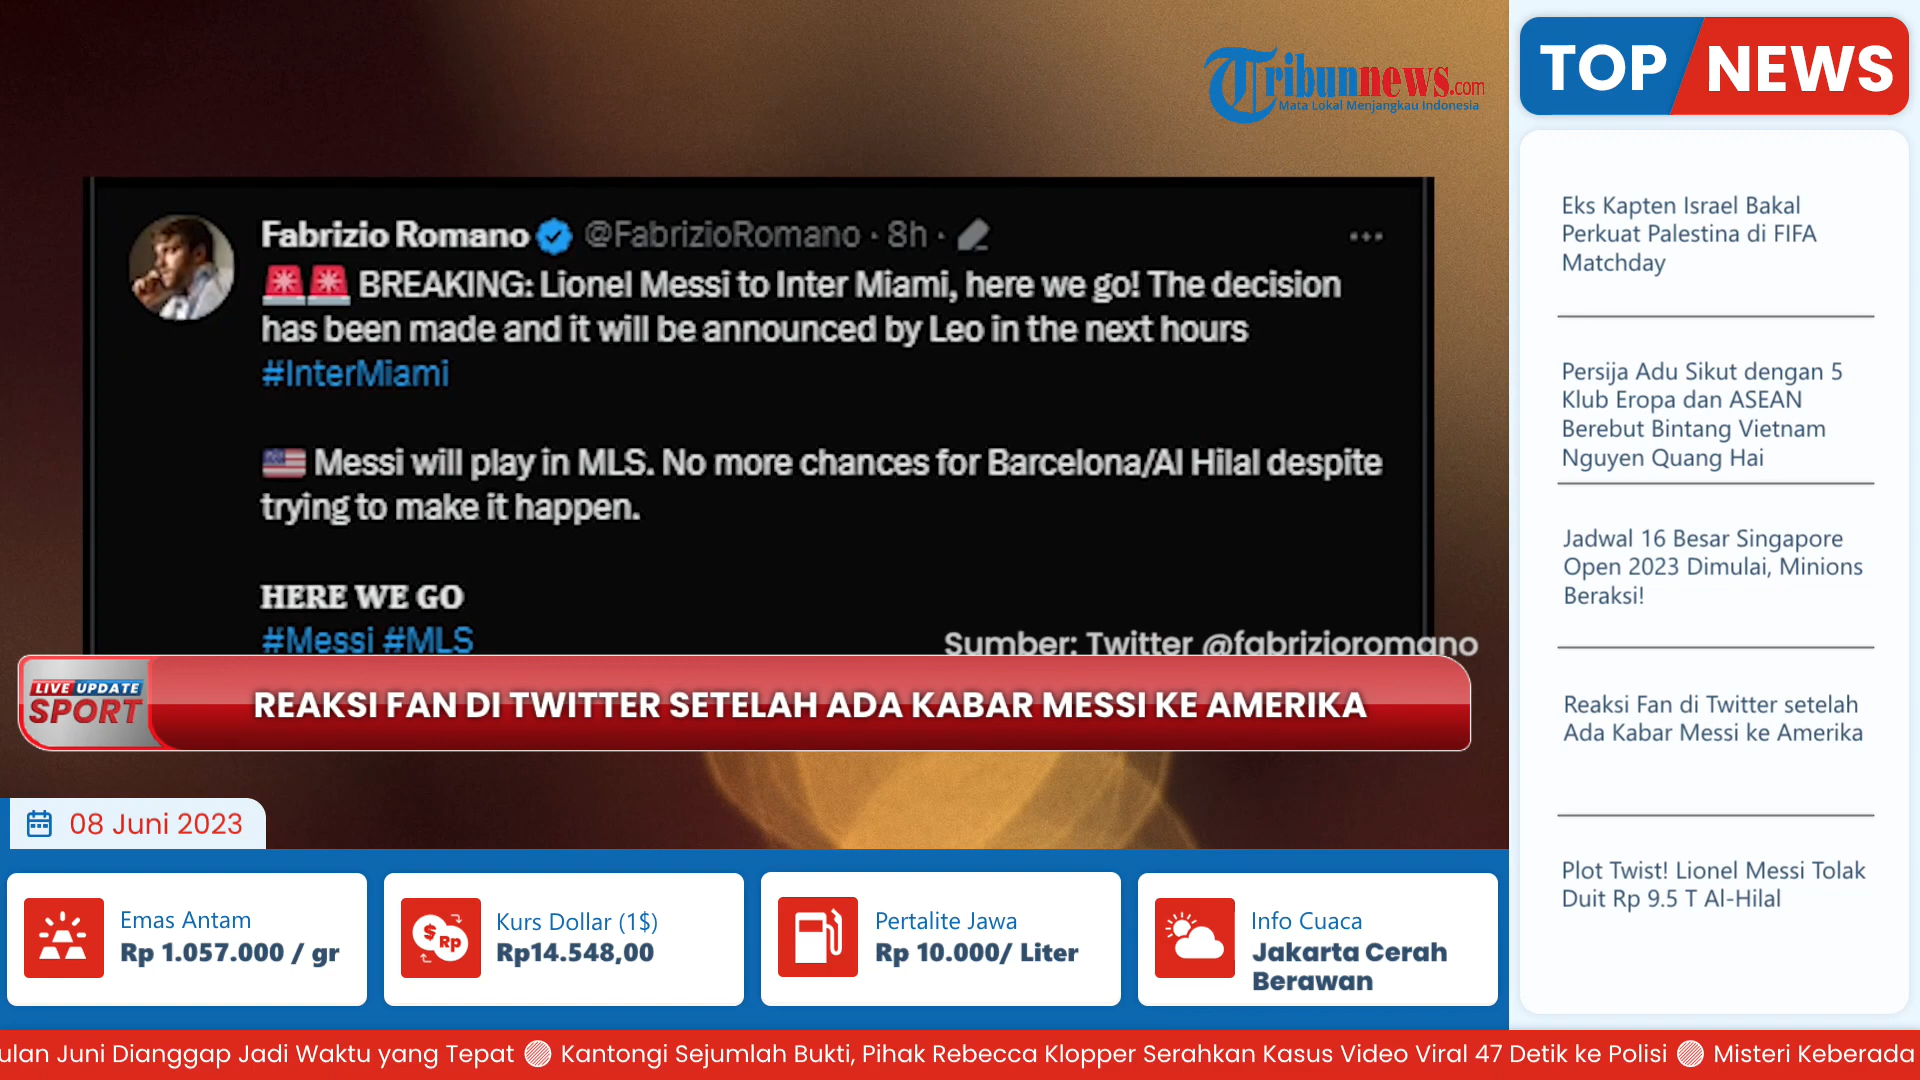 Tribunnews.com
Mata Lokal Menjangkau Indonesia
Fabrizio Romano @FabrizioRomano · 8h ·
🚨🚨 BREAKING: Lionel Messi to Inter Miami, here we go! The decision
has been made and it will be announced by Leo in the next hours
#InterMiami
🇺🇸 Messi will play in MLS. No more chances for Barcelona/Al Hilal despite
trying to make it happen.
HERE WE GO
#Messi #MLS
Sumber: Twitter @fabrizioromano
LIVE UPDATE
SPORT
REAKSI FAN DI TWITTER SETELAH ADA KABAR MESSI KE AMERIKA
08 Juni 2023
Emas Antam
Rp 1.057.000 / gr
Kurs Dollar (1$)
Rp14.548,00
Pertalite Jawa
Rp 10.000/ Liter
Info Cuaca
Jakarta Cerah
Berawan
TOP NEWS
Eks Kapten Israel Bakal
Perkuat Palestina di FIFA
Matchday
Persija Adu Sikut dengan 5
Klub Eropa dan ASEAN
Berebut Bintang Vietnam
Nguyen Quang Hai
Jadwal 16 Besar Singapore
Open 2023 Dimulai, Minions
Beraksi!
Reaksi Fan di Twitter setelah
Ada Kabar Messi ke Amerika
Plot Twist! Lionel Messi Tolak
Duit Rp 9.5 T Al-Hilal
ulan Juni Dianggap Jadi Waktu yang Tepat Kantongi Sejumlah Bukti, Pihak Rebecca Klopper Serahkan Kasus Video Viral 47 Detik ke Polisi Misteri Keberada